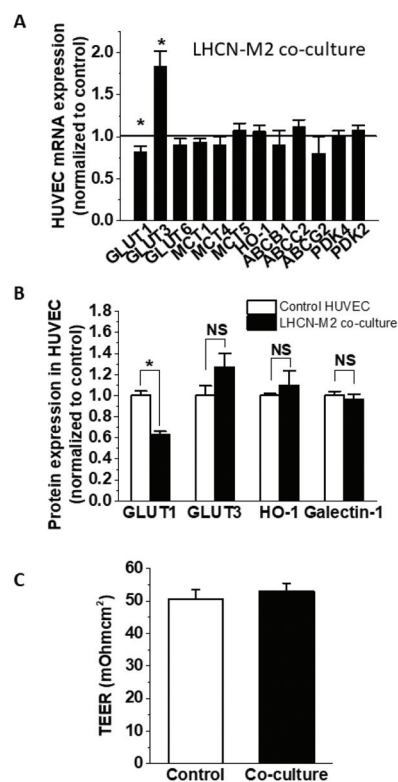 A
LHCN-M2 co-culture
HUVEC mRNA expression
(normalized to control)
2.0
1.5
1.0
0.5
0.0
*
*
GLUT1
GLUT3
GLUT6
MCT1
MCT4
MCT5
HO-1
ABCB1
ABCC2
ABCG2
PDK4
PDK2
B
Control HUVEC
LHCN-M2 co-culture
Protein expression in HUVEC
(normalized to control)
1.8
1.6
1.4
1.2
1.0
0.8
0.6
0.4
0.2
0.0
*
NS
NS
NS
GLUT1 GLUT3 HO-1 Galectin-1
C
TEER (mOhmcm²)
60
50
40
30
20
10
0
Control Co-culture